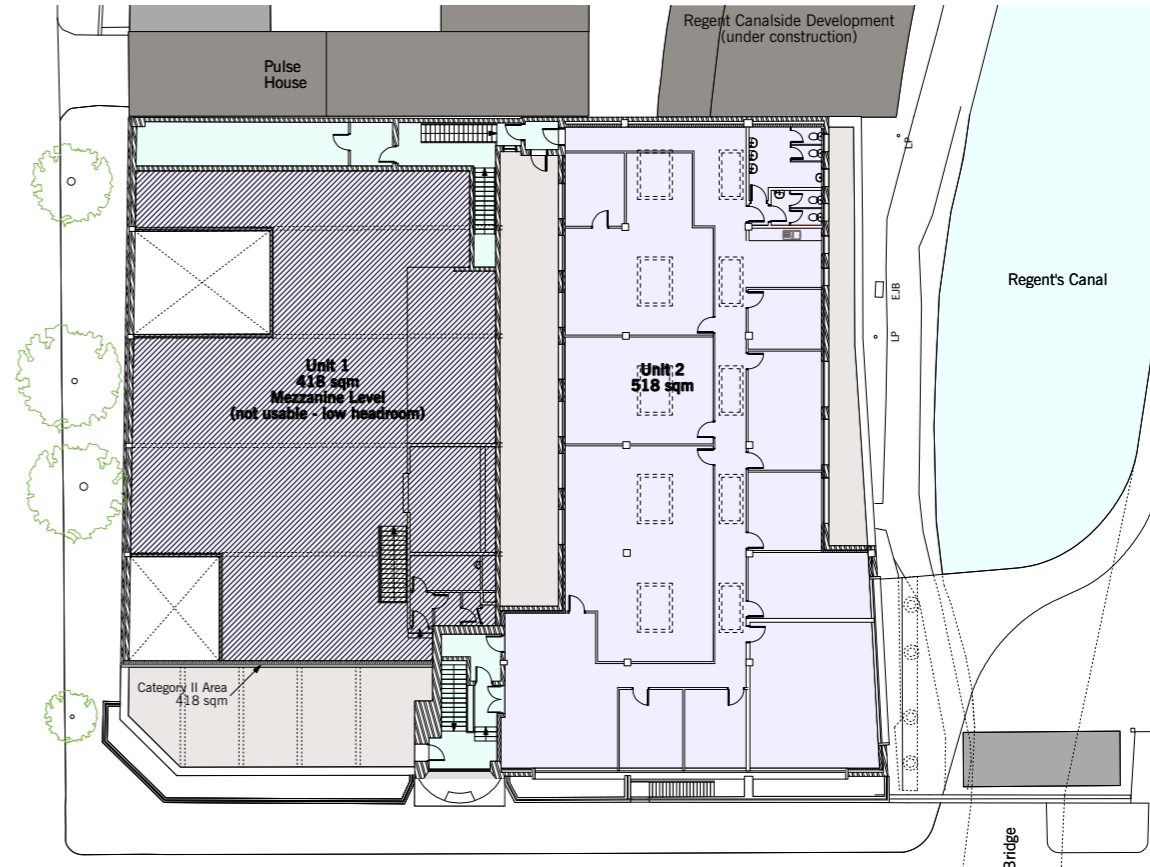 Regent Canalside Development
(under construction)
Pulse
House
Regent's Canal
EJB
LP
Unit 1
418 sqm
Mezzanine Level
(not usable - low headroom)
Unit 2
518 sqm
Category II Area
418 sqm
Bridge